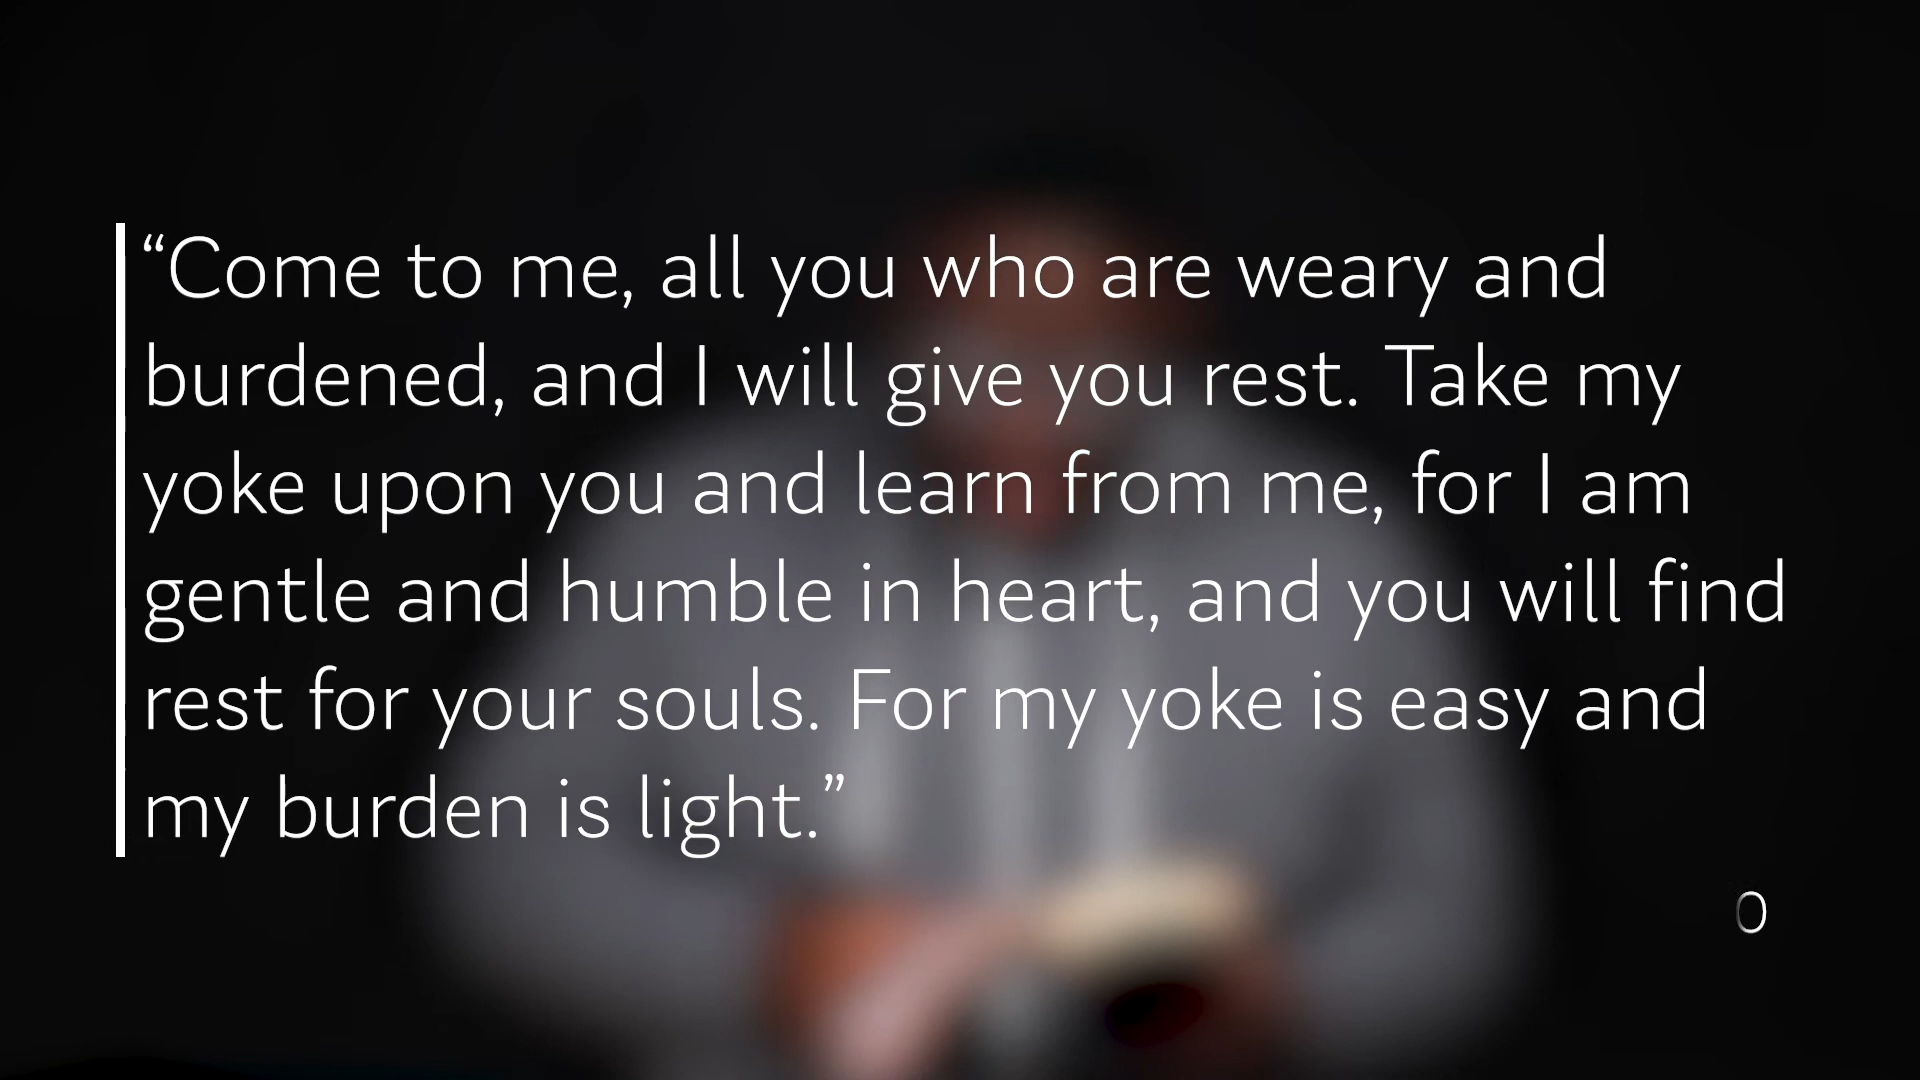 “Come to me, all you who are weary and
burdened, and I will give you rest. Take my
yoke upon you and learn from me, for I am
gentle and humble in heart, and you will find
rest for your souls. For my yoke is easy and
my burden is light.”
0